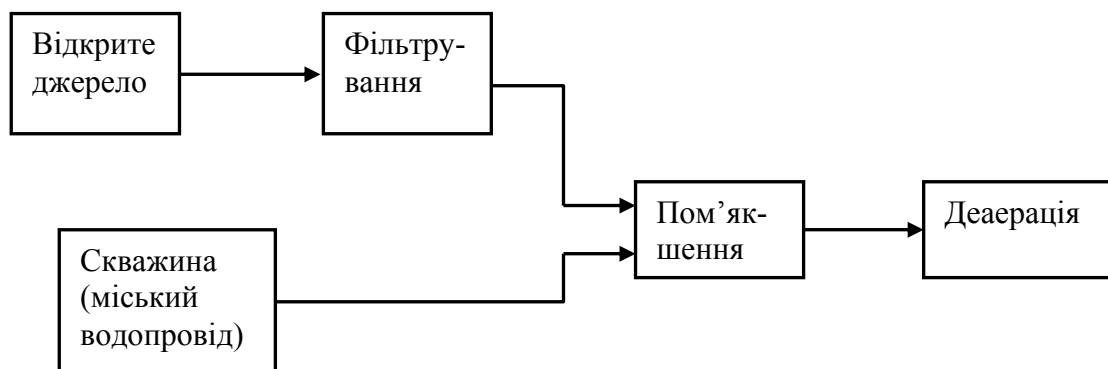 Відкрите
джерело
Фільтру-
вання
Пом’як-
шення
Деаерація
Скважина
(міський
водопровід)